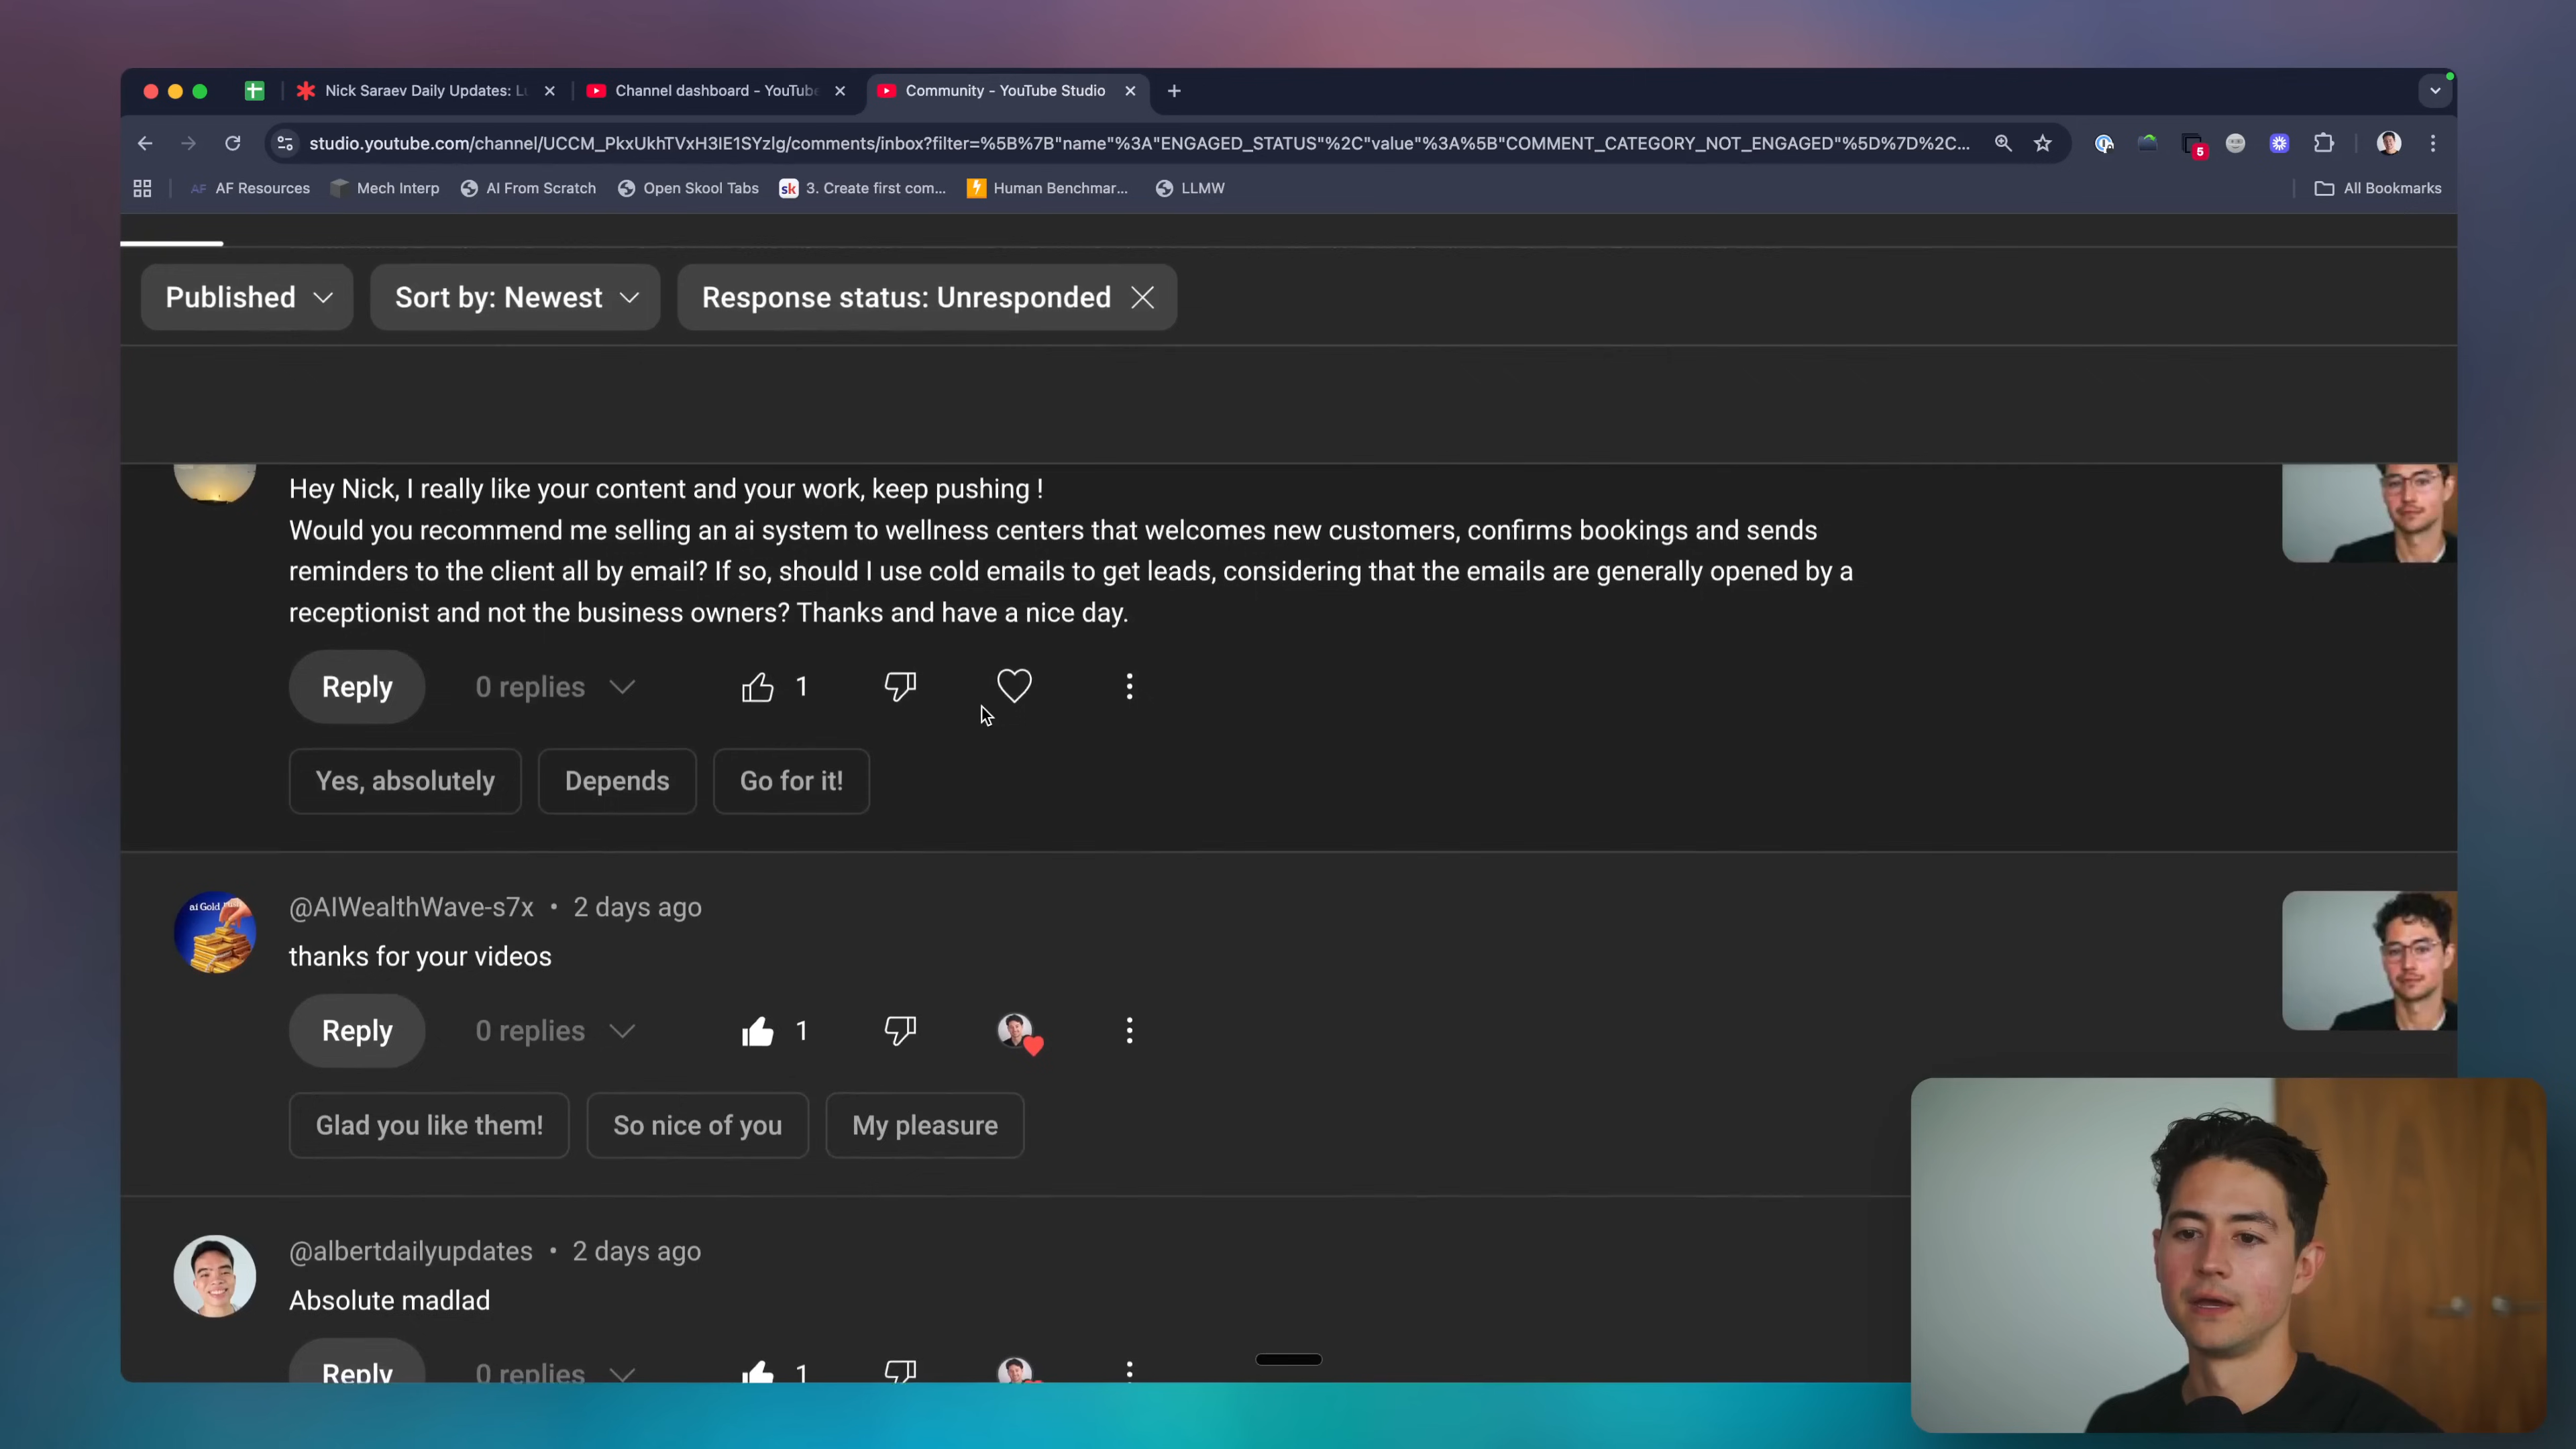 Nick Saraev Daily Updates: Lu
Channel dashboard - YouTube
Community - YouTube Studio
studio.youtube.com/channel/UCCM_PkxUkhTVxH3IE1SYzlg/comments/inbox?filter=%5B%7B"name"%3A"ENGAGED_STATUS"%2C"value"%3A%5B"COMMENT_CATEGORY_NOT_ENGAGED"%5D%7D%2C...
5
AF AF Resources
Mech Interp
AI From Scratch
Open Skool Tabs
sk 3. Create first com...
Human Benchmar...
LLMW
All Bookmarks
Published
Sort by: Newest
Response status: Unresponded
Hey Nick, I really like your content and your work, keep pushing !
Would you recommend me selling an ai system to wellness centers that welcomes new customers, confirms bookings and sends
reminders to the client all by email? If so, should I use cold emails to get leads, considering that the emails are generally opened by a
receptionist and not the business owners? Thanks and have a nice day.
Reply
0 replies
1
Yes, absolutely
Depends
Go for it!
ai Gold
@AIWealthWave-s7x • 2 days ago
thanks for your videos
Reply
0 replies
1
Glad you like them!
So nice of you
My pleasure
@albertdailyupdates • 2 days ago
Absolute madlad
Reply
0 replies
1